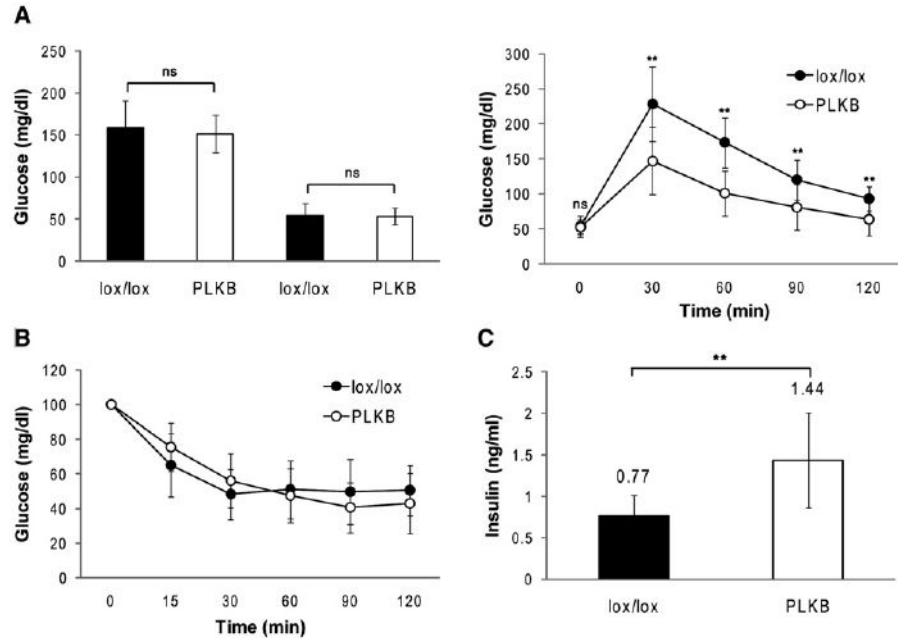 A
Glucose (mg/dl)
250
200
150
100
50
0
ns
ns
lox/lox PLKB lox/lox PLKB
Glucose (mg/dl)
300
250
200
150
100
50
0
ns
**
**
**
**
lox/lox
PLKB
0 30 60 90 120
Time (min)
B
Glucose (mg/dl)
120
100
80
60
40
20
0
lox/lox
PLKB
0 15 30 60 90 120
Time (min)
C
Insulin (ng/ml)
2.5
2
1.5
1
0.5
0
**
0.77
1.44
lox/lox PLKB